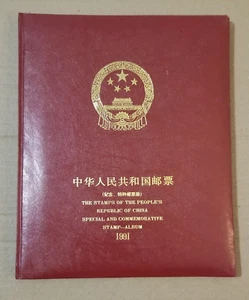 中华人民共和国邮票
(纪念、特种邮票册)
THE STAMPS OF THE PEOPLE'S
REPUBLIC OF CHINA
SPECIAL AND COMMEMORATIVE
STAMP—ALBUM
1991